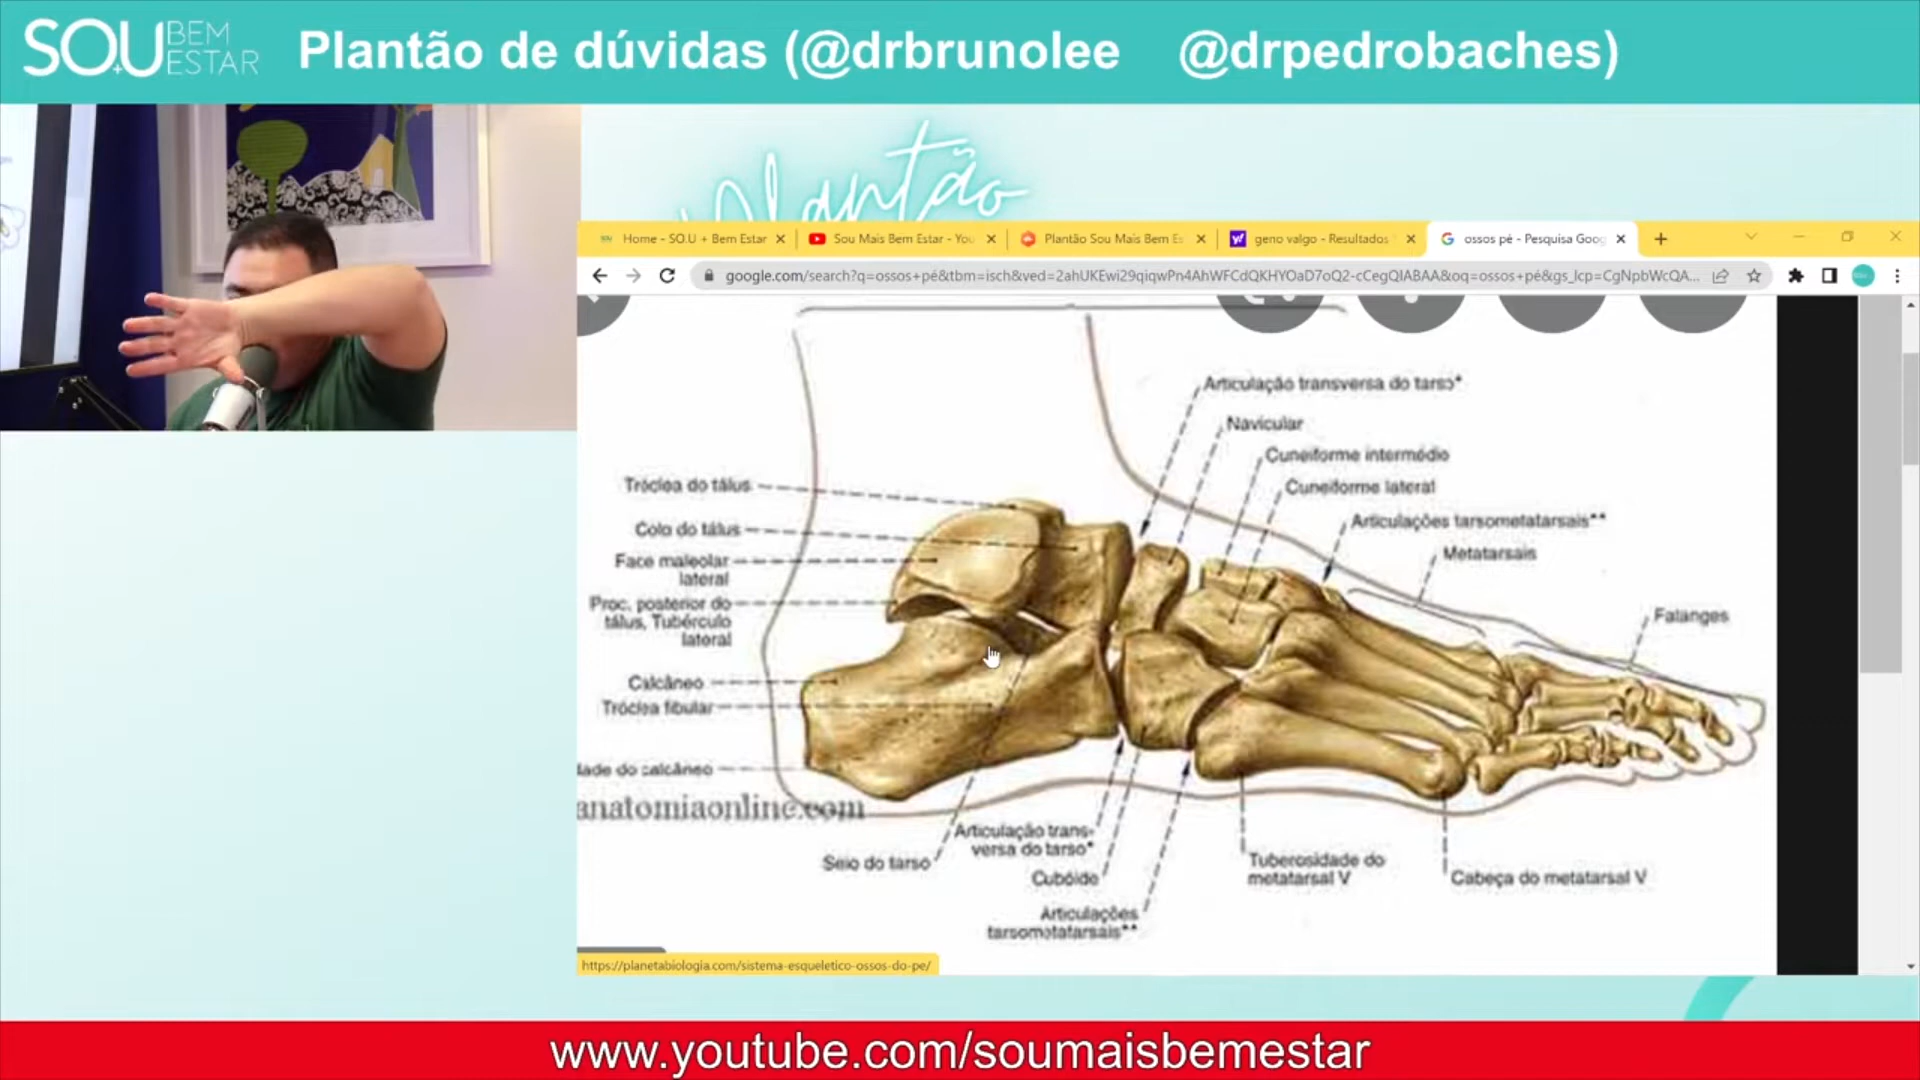 SO+U BEM ESTAR
Plantão de dúvidas (@drbrunolee @drpedrobaches)
Plantão
Home - SO.U + Bem Estar
Sou Mais Bem Estar - You
Plantão Sou Mais Bem Es
geno valgo - Resultados
ossos pé - Pesquisa Goog
google.com/search?q=ossos+pé&tbm=isch&ved=2ahUKEwi29qiqwPn4AhWFCdQKHYOaD7oQ2-cCegQIABAA&oq=ossos+pé&gs_lcp=CgNpbWcQA...
Articulação transversa do tarso*
Navicular
Cuneiforme intermédio
Cuneiforme lateral
Articulações tarsometatarsais**
Metatarsais
Falanges
Tróclea do tálus
Colo do tálus
Face maleolar
lateral
Proc. posterior do
tálus, Tubérculo
lateral
Calcâneo
Tróclea fibular
dade do calcâneo
anatomiaonline.com
Seio do tarso
Articulação trans-
versa do tarso*
Cubóide
Articulações
tarsometatarsais**
Tuberosidade do
metatarsal V
Cabeça do metatarsal V
https://planetabiologia.com/sistema-esqueletico-ossos-do-pe/
www.youtube.com/soumaisbemestar